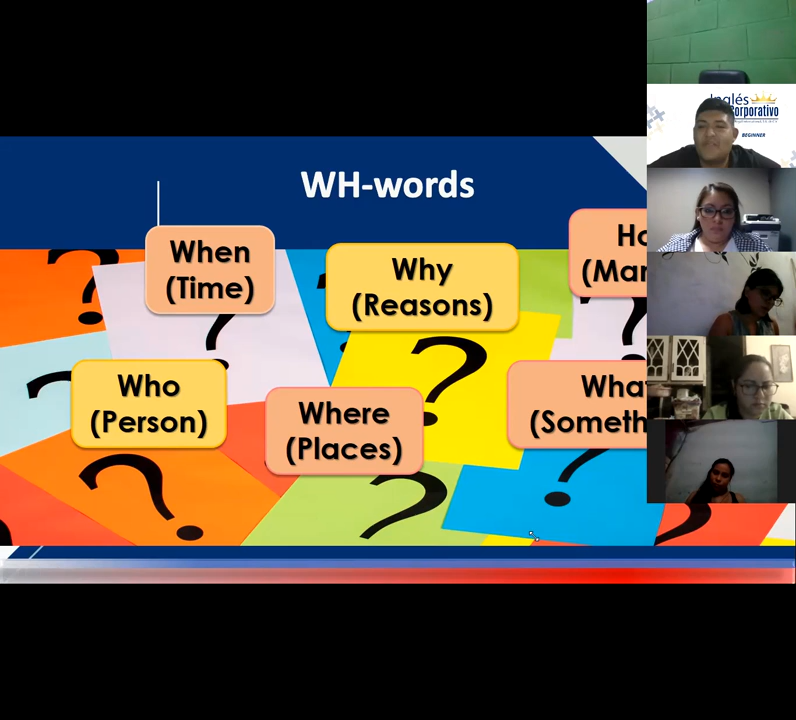 WH-words
When
(Time)
Why
(Reasons)
Who
(Person)
Where
(Places)
Inglés
Corporativo
BEGINNER